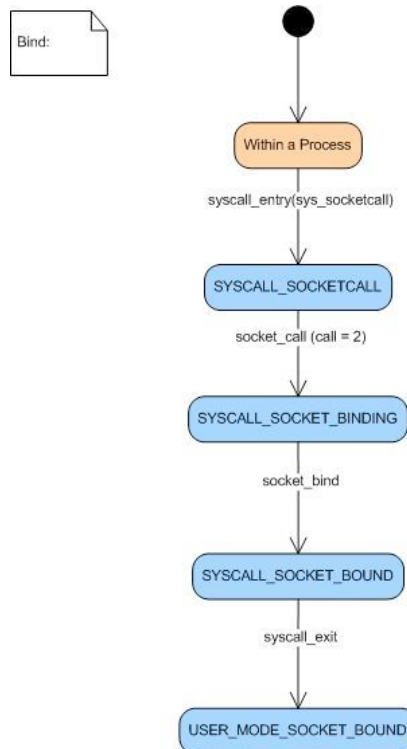 Bind:
Within a Process
syscall_entry(sys_socketcall)
SYSCALL_SOCKETCALL
socket_call (call = 2)
SYSCALL_SOCKET_BINDING
socket_bind
SYSCALL_SOCKET_BOUND
syscall_exit
USER_MODE_SOCKET_BOUND